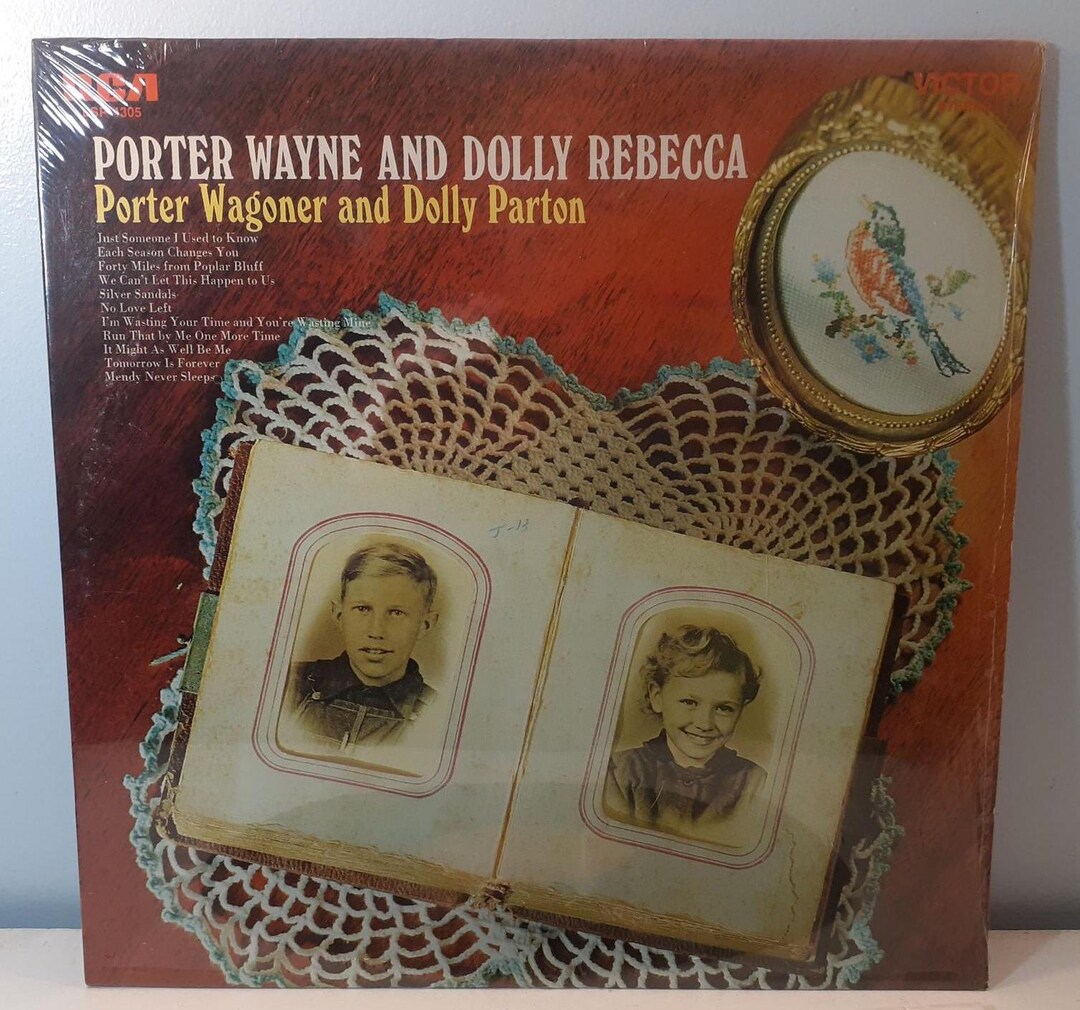 RCA
VICTOR
LSP-4305
PORTER WAYNE AND DOLLY REBECCA
Porter Wagoner and Dolly Parton
Just Someone I Used to Know
Each Season Changes You
Forty Miles from Poplar Bluff
We Can't Let This Happen to Us
Silver Sandals
No Love Left
I'm Wasting Your Time and You're Wasting Mine
Run That by Me One More Time
It Might As Well Be Me
Tomorrow Is Forever
Mendy Never Sleeps